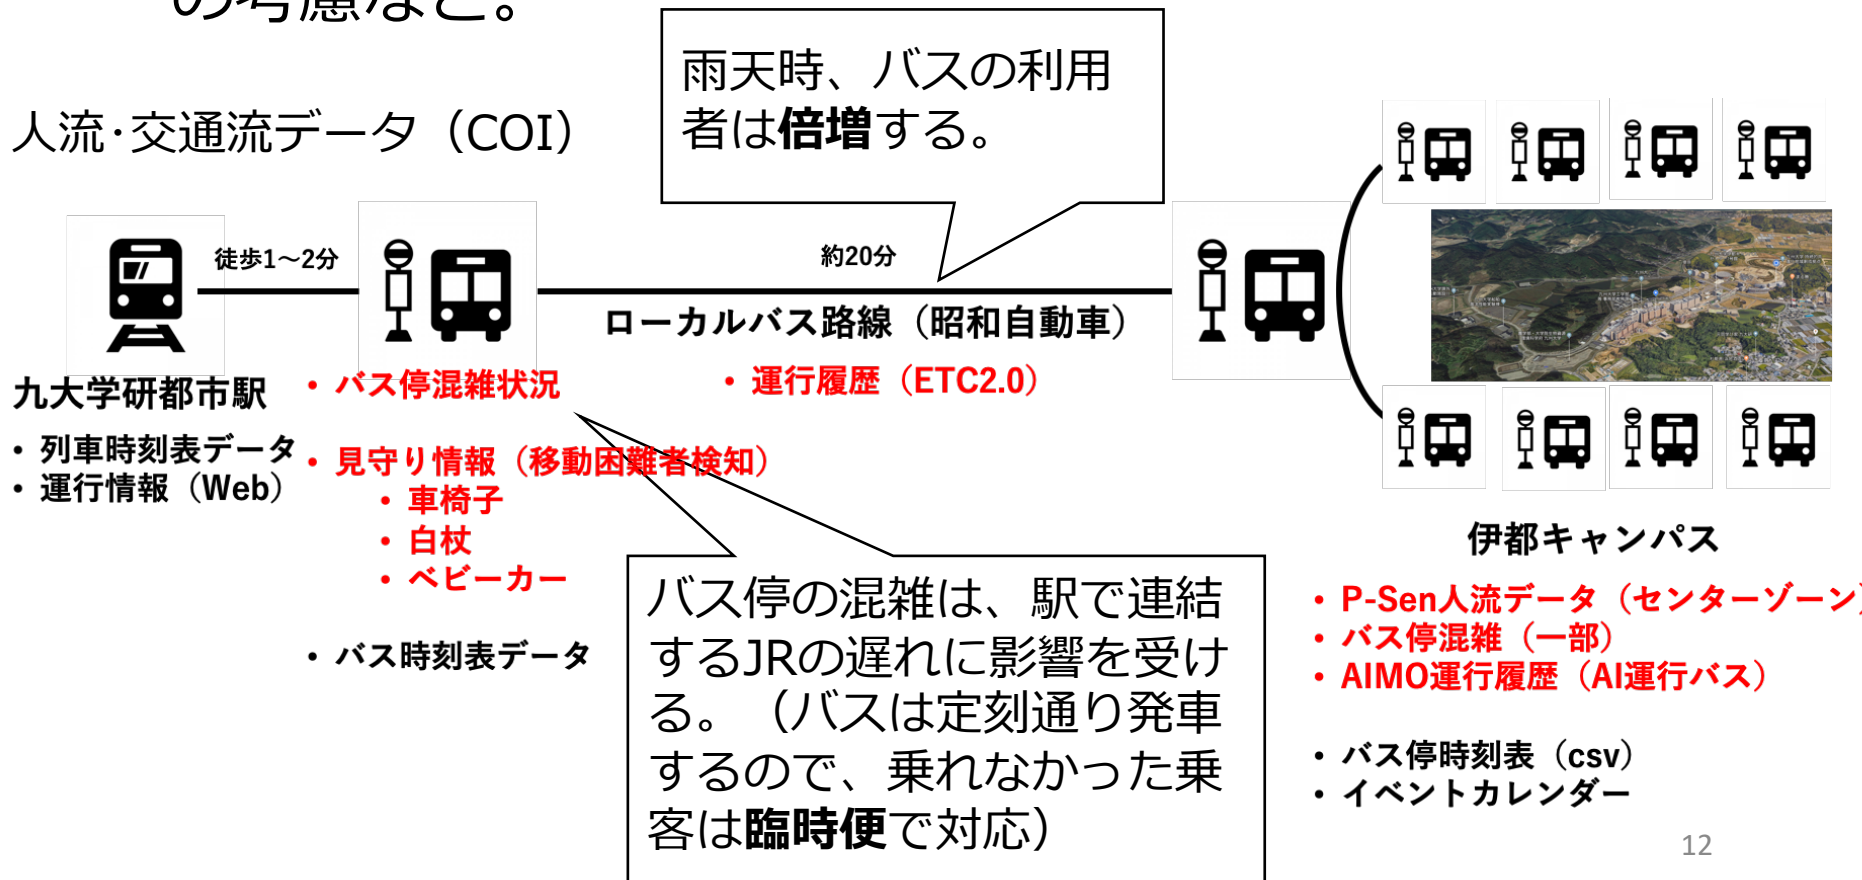 の考慮など。
人流･交通流データ（COI）
雨天時、バスの利用
者は倍増する。
徒歩1～2分
約20分
ローカルバス路線（昭和自動車）
• 運行履歴（ETC2.0）
九大学研都市駅
• 列車時刻表データ
• 運行情報（Web）
• バス停混雑状況
• 見守り情報（移動困難者検知）
• 車椅子
• 白杖
• ベビーカー
• バス時刻表データ
バス停の混雑は、駅で連結
するJRの遅れに影響を受け
る。（バスは定刻通り発車
するので、乗れなかった乗
客は臨時便で対応）
伊都キャンパス
• P-Sen人流データ（センターゾーン）
• バス停混雑（一部）
• AIMO運行履歴（AI運行バス）
• バス停時刻表（csv）
• イベントカレンダー
12